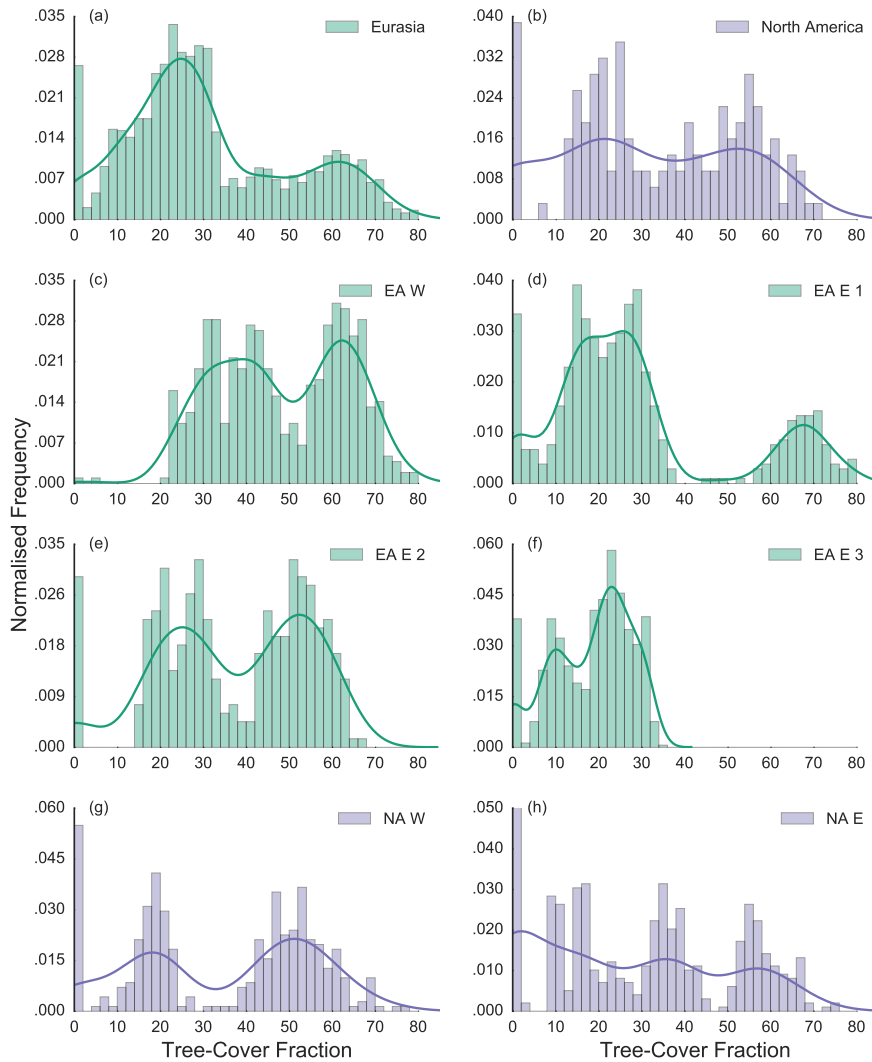 (a) Eurasia
.035
.028
.021
.014
.007
.000
0 10 20 30 40 50 60 70 80
(b) North America
.040
.032
.024
.016
.008
.000
0 10 20 30 40 50 60 70 80
(c) EA W
.035
.028
.021
.014
.007
.000
0 10 20 30 40 50 60 70 80
(d) EA E 1
.040
.030
.020
.010
.000
0 10 20 30 40 50 60 70 80
Normalised Frequency
(e) EA E 2
.035
.026
.018
.009
.000
0 10 20 30 40 50 60 70 80
(f) EA E 3
.060
.045
.030
.015
.000
0 10 20 30 40 50 60 70 80
(g) NA W
.060
.045
.030
.015
.000
0 10 20 30 40 50 60 70 80
Tree-Cover Fraction
(h) NA E
.050
.040
.030
.020
.010
.000
0 10 20 30 40 50 60 70 80
Tree-Cover Fraction